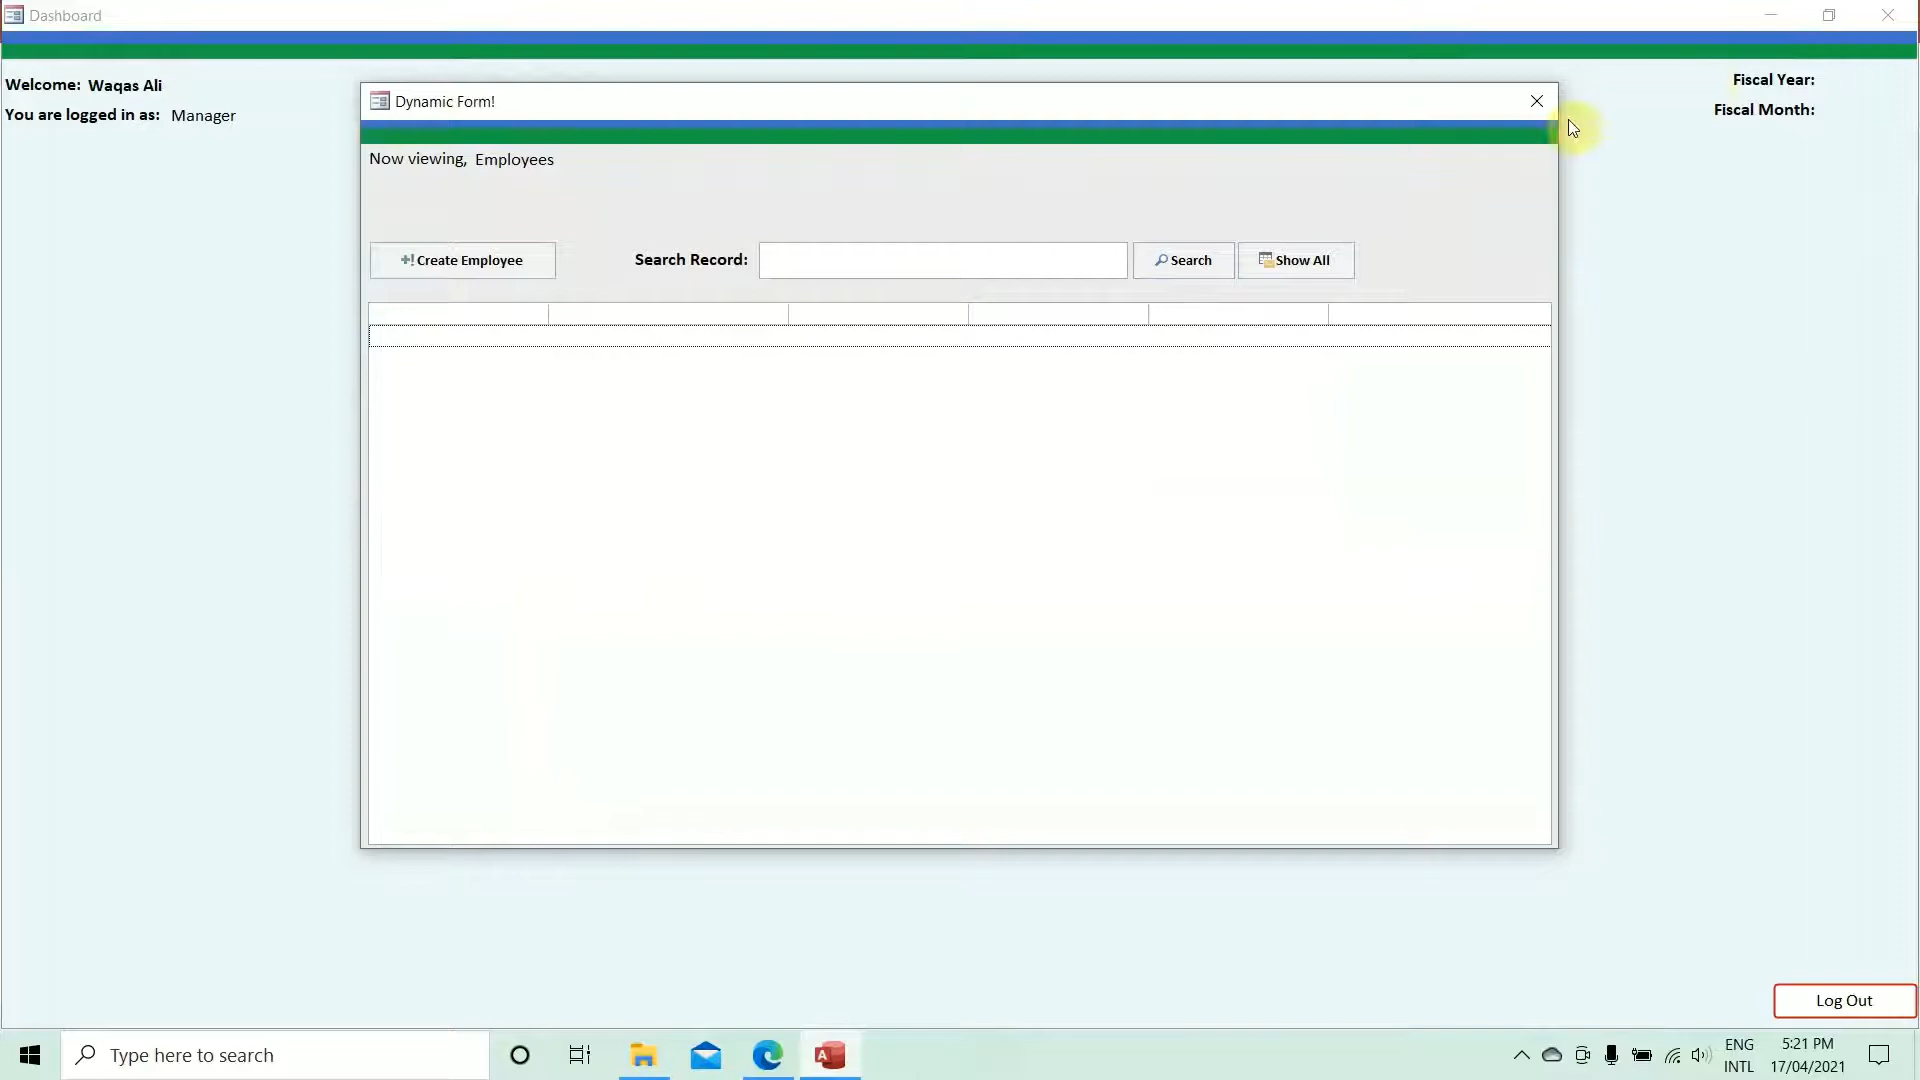 Dashboard
Welcome: Waqas Ali
You are logged in as: Manager
Fiscal Year:
Fiscal Month:
Dynamic Form!
Now viewing, Employees
Create Employee
Search Record:
Search
Show All
Log Out
Type here to search
ENG
INTL
5:21 PM
17/04/2021